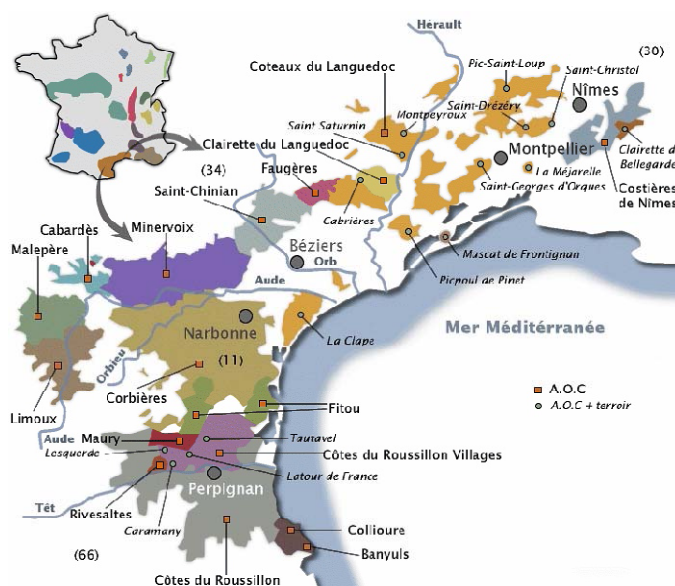 Hérault
(30)
Pic-Saint-Loup
Saint-Christol
Coteaux du Languedoc
Saint-Drézéry
Nîmes
Montpeyroux
Saint Saturnin
Clairette du Languedoc
Montpellier
Clairette de
Bellegarde
(34)
Faugères
La Méjarelle
Saint-Georges d'Orques
Costières
de Nîmes
Saint-Chinian
Cabrières
Cabardès
Minervoix
Malepère
Béziers
Orb
Mascat de Frontignan
Picpoul de Pinet
Aude
Mer Méditérranée
Narbonne
La Clape
Orbieu
(11)
Corbières
A.O.C
A.O.C + terroir
Limoux
Fitou
Aude
Maury
Tautavel
Lesquerde
Côtes du Roussillon Villages
Latour de France
Perpignan
Têt
Rivesaltes
Caramany
Collioure
(66)
Banyuls
Côtes du Roussillon